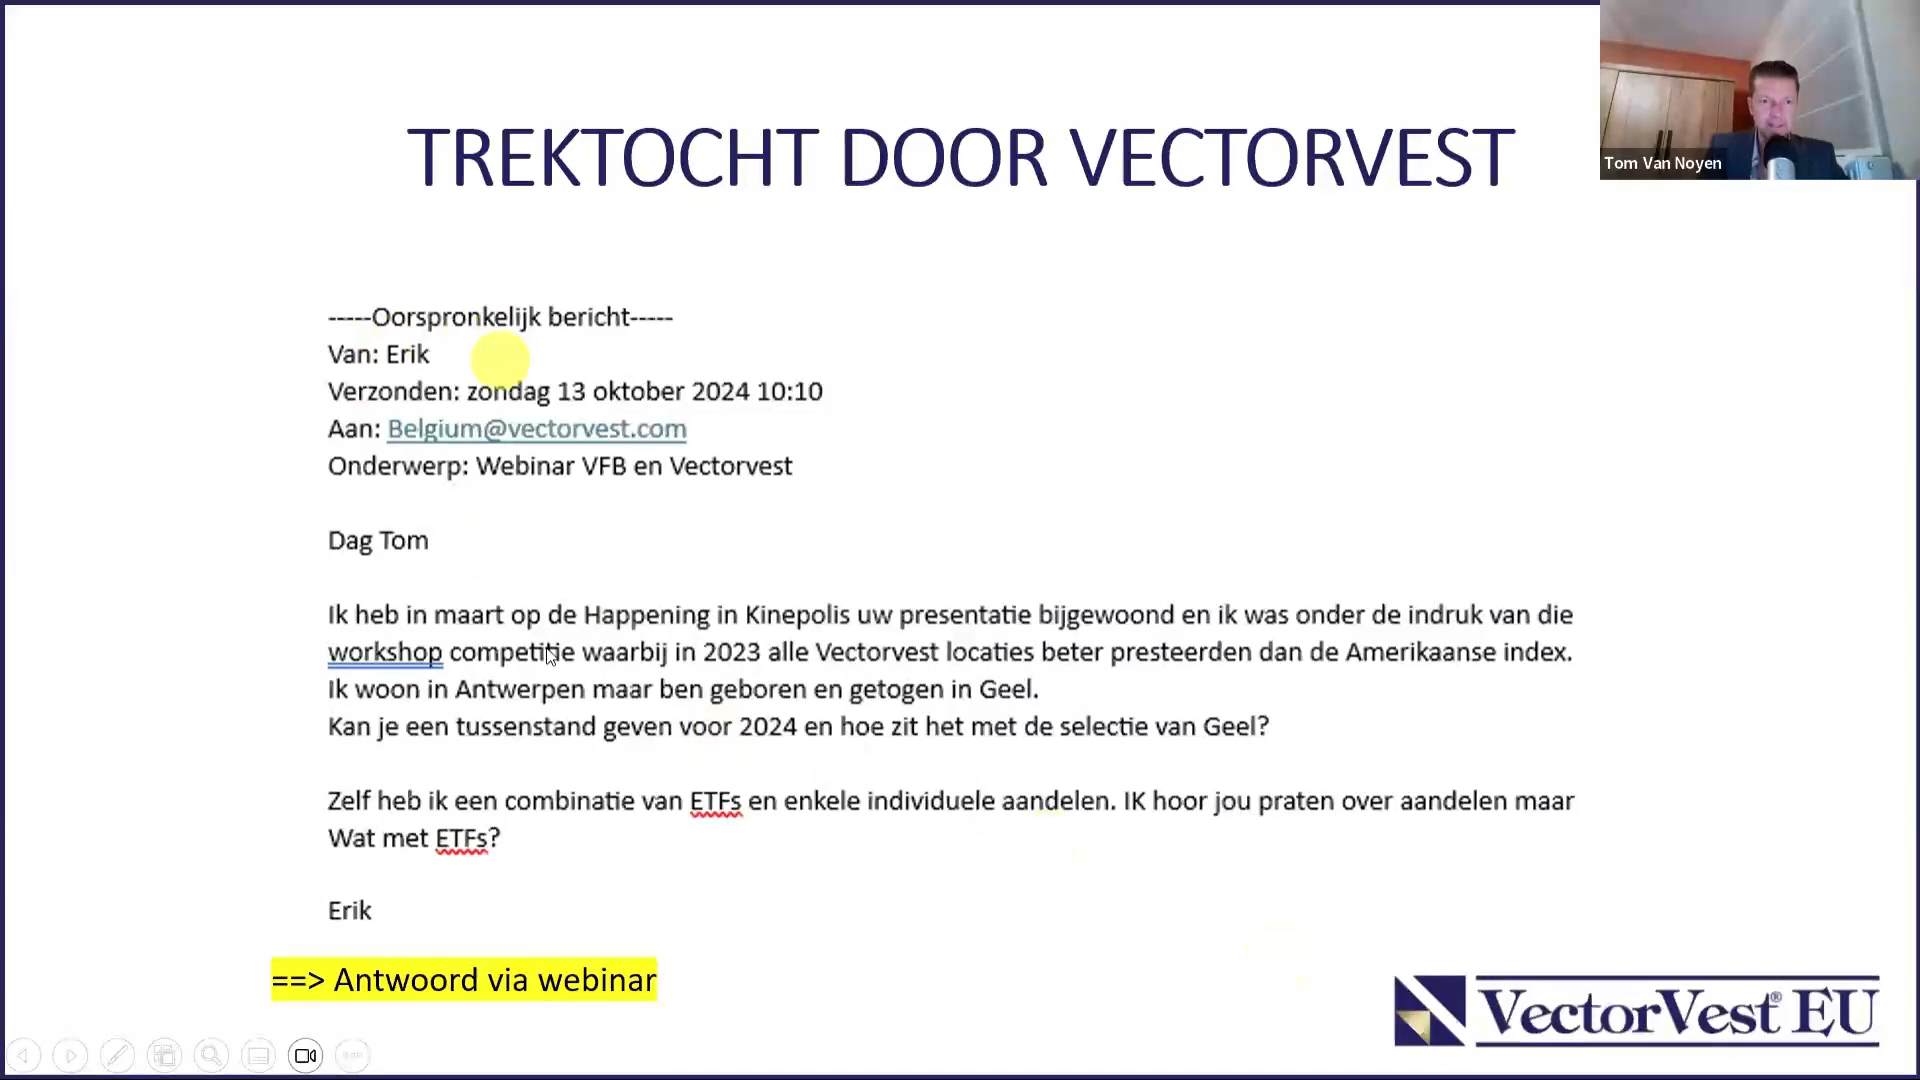 TREKTOCHT DOOR VECTORVEST
Tom Van Noyen
-----Oorspronkelijk bericht-----
Van: Erik
Verzonden: zondag 13 oktober 2024 10:10
Aan: Belgium@vectorvest.com
Onderwerp: Webinar VFB en Vectorvest
Dag Tom
Ik heb in maart op de Happening in Kinepolis uw presentatie bijgewoond en ik was onder de indruk van die
workshop competitie waarbij in 2023 alle Vectorvest locaties beter presteerden dan de Amerikaanse index.
Ik woon in Antwerpen maar ben geboren en getogen in Geel.
Kan je een tussenstand geven voor 2024 en hoe zit het met de selectie van Geel?
Zelf heb ik een combinatie van ETFs en enkele individuele aandelen. IK hoor jou praten over aandelen maar
Wat met ETFs?
Erik
==> Antwoord via webinar
VectorVest® EU